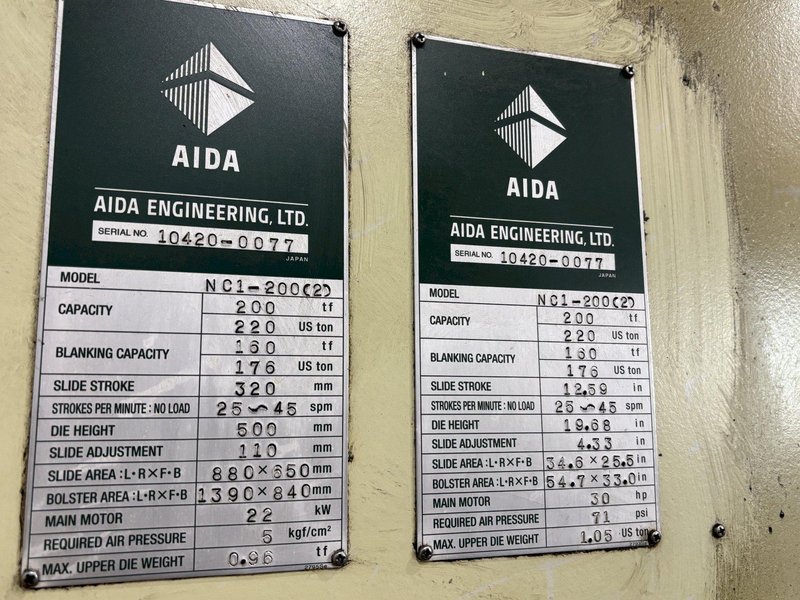 AIDA
AIDA ENGINEERING, LTD.
SERIAL NO. 10420-0077
JAPAN
MODEL NC1-200(2)
CAPACITY 200 tf
220 US ton
BLANKING CAPACITY 160 tf
176 US ton
SLIDE STROKE 320 mm
STROKES PER MINUTE : NO LOAD 25~45 spm
DIE HEIGHT 500 mm
SLIDE ADJUSTMENT 110 mm
SLIDE AREA : L・R×F・B 880×650 mm
BOLSTER AREA : L・R×F・B 1390×840 mm
MAIN MOTOR 22 kW
REQUIRED AIR PRESSURE 5 kgf/cm²
MAX. UPPER DIE WEIGHT 0.96 tf
AIDA
AIDA ENGINEERING, LTD.
SERIAL NO. 10420-0077
JAPAN
MODEL NC1-200(2)
CAPACITY 200 tf
220 US ton
BLANKING CAPACITY 160 tf
176 US ton
SLIDE STROKE 12.59 in
STROKES PER MINUTE : NO LOAD 25~45 spm
DIE HEIGHT 19.68 in
SLIDE ADJUSTMENT 4.33 in
SLIDE AREA : L・R×F・B 34.6×25.5 in
BOLSTER AREA : L・R×F・B 54.7×33.0 in
MAIN MOTOR 30 hp
REQUIRED AIR PRESSURE 71 psi
MAX. UPPER DIE WEIGHT 1.05 US ton